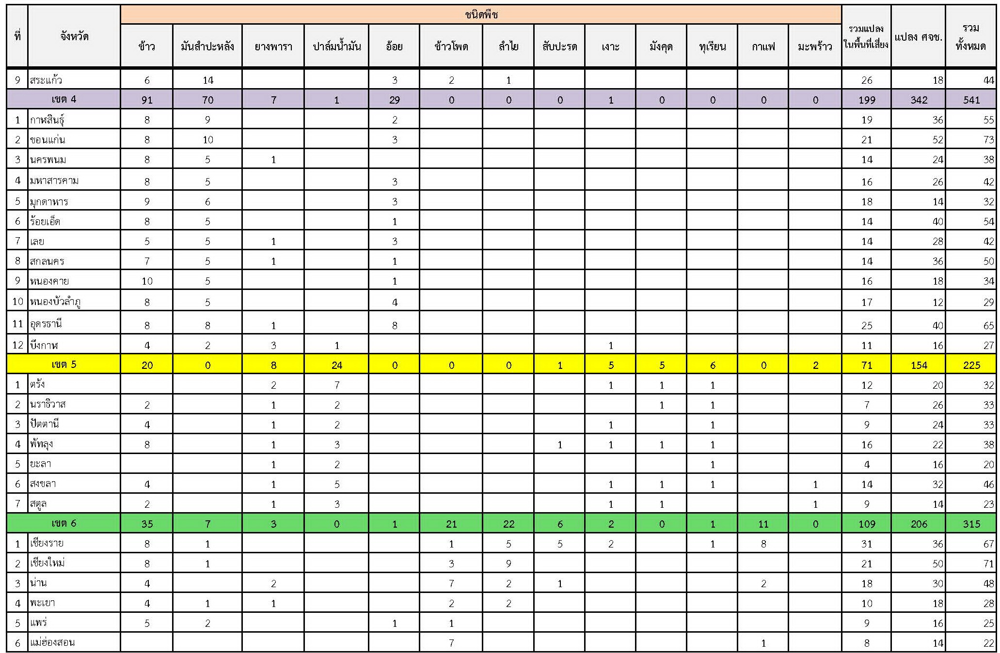 ที่ จังหวัด ชนิดพืช รวมแปลงในพื้นที่เสี่ยง แปลง ศจช. รวมทั้งหมด
ข้าว มันสำปะหลัง ยางพารา ปาล์มน้ำมัน อ้อย ข้าวโพด ลำไย สับปะรด เงาะ มังคุด ทุเรียน กาแฟ มะพร้าว
9 สระแก้ว 6 14 3 2 1 26 18 44
เขต 4 91 70 7 1 29 0 0 0 1 0 0 0 0 199 342 541
1 กาฬสินธุ์ 8 9 2 19 36 55
2 ขอนแก่น 8 10 3 21 52 73
3 นครพนม 8 5 1 14 24 38
4 มหาสารคาม 8 5 3 16 26 42
5 มุกดาหาร 9 6 3 18 14 32
6 ร้อยเอ็ด 8 5 1 14 40 54
7 เลย 5 5 1 3 14 28 42
8 สกลนคร 7 5 1 1 14 36 50
9 หนองคาย 10 5 1 16 18 34
10 หนองบัวลำภู 8 5 4 17 12 29
11 อุดรธานี 8 8 1 8 25 40 65
12 บึงกาฬ 4 2 3 1 1 11 16 27
เขต 5 20 0 8 24 0 0 0 1 5 5 6 0 2 71 154 225
1 ตรัง 2 7 1 1 1 12 20 32
2 นราธิวาส 2 1 2 1 1 7 26 33
3 ปัตตานี 4 1 2 1 1 9 24 33
4 พัทลุง 8 1 3 1 1 1 1 16 22 38
5 ยะลา 1 2 1 4 16 20
6 สงขลา 4 1 5 1 1 1 1 14 32 46
7 สตูล 2 1 3 1 1 1 9 14 23
เขต 6 35 7 3 0 1 21 22 6 2 0 1 11 0 109 206 315
1 เชียงราย 8 1 1 5 5 2 1 8 31 36 67
2 เชียงใหม่ 8 1 3 9 21 50 71
3 น่าน 4 2 7 2 1 2 18 30 48
4 พะเยา 4 1 1 2 2 10 18 28
5 แพร่ 5 2 1 1 9 16 25
6 แม่ฮ่องสอน 7 1 8 14 22